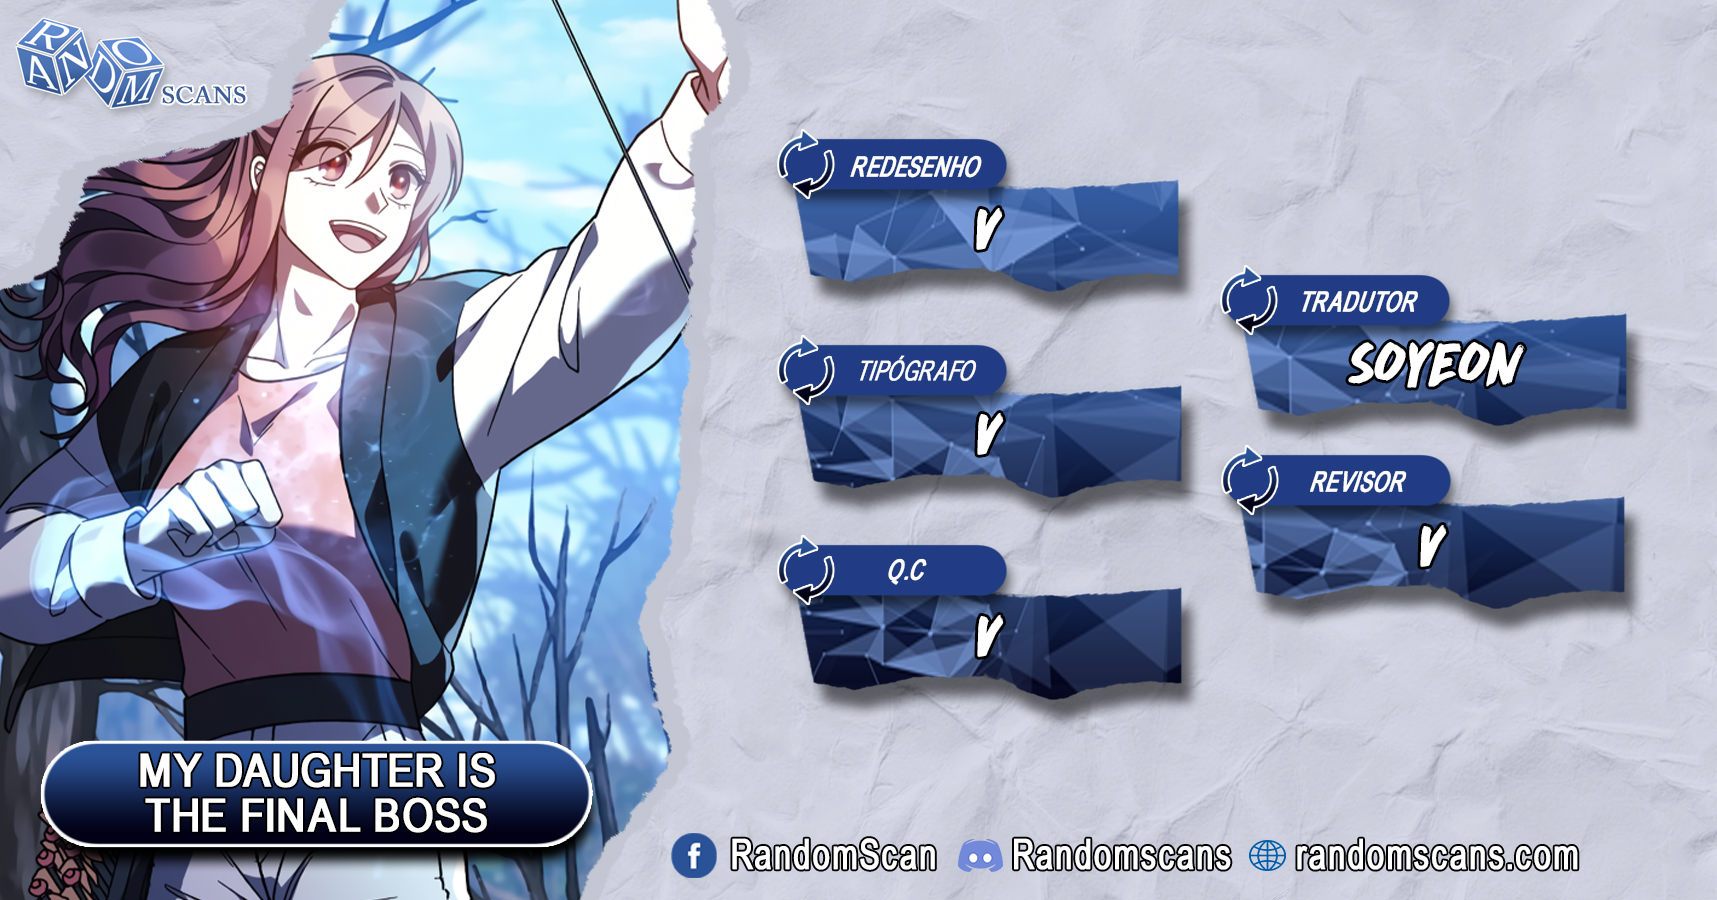 RANDOM SCANS
REDESENHO
V
TIPÓGRAFO
V
Q.C
V
TRADUTOR
SOYEON
REVISOR
V
MY DAUGHTER IS
THE FINAL BOSS
RandomScan
Randomscans
randomscans.com